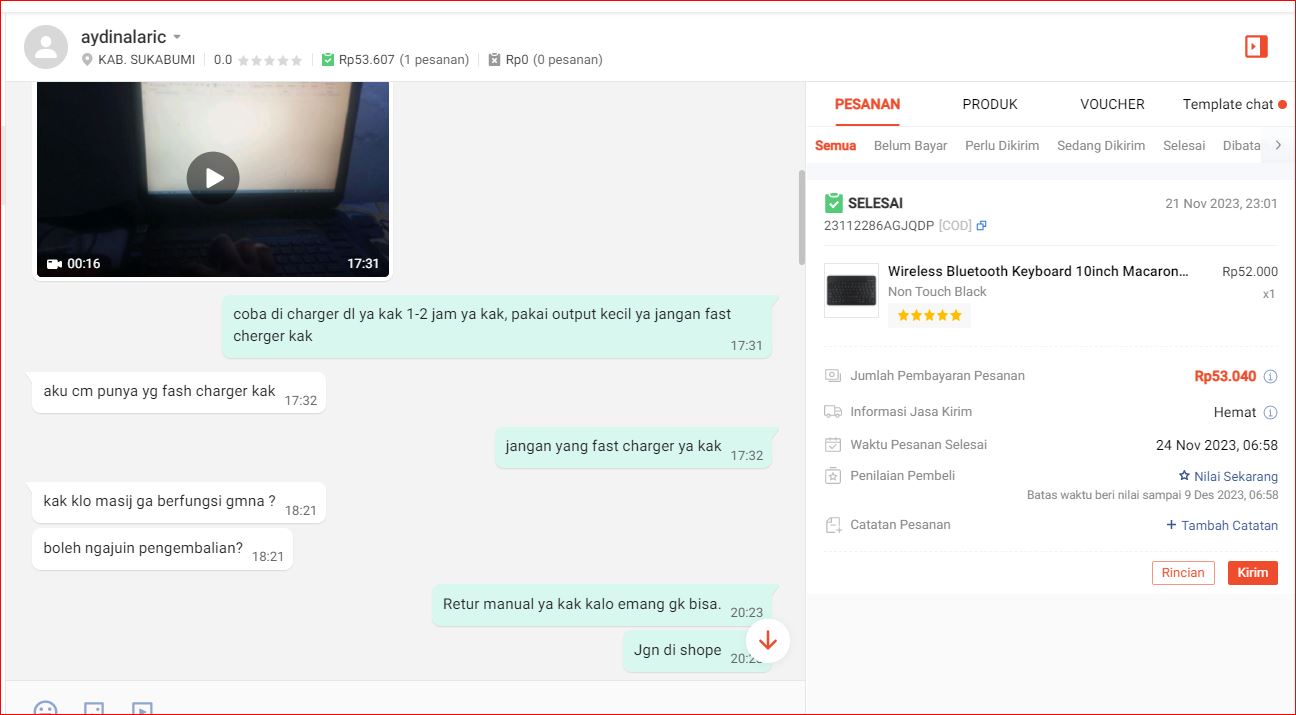 aydinalaric
KAB. SUKABUMI
0.0
Rp53.607 (1 pesanan)
Rp0 (0 pesanan)
00:16
17:31
coba di charger dl ya kak 1-2 jam ya kak, pakai output kecil ya jangan fast
cherger kak
17:31
aku cm punya yg fash charger kak
17:32
jangan yang fast charger ya kak
17:32
kak klo masij ga berfungsi gmna ?
18:21
boleh ngajuin pengembalian?
18:21
Retur manual ya kak kalo emang gk bisa.
20:23
Jgn di shope
PESANAN
PRODUK
VOUCHER
Template chat
Semua
Belum Bayar
Perlu Dikirim
Sedang Dikirim
Selesai
Dibata
SELESAI
21 Nov 2023, 23:01
23112286AGJQDP [COD]
Wireless Bluetooth Keyboard 10inch Macaron...
Rp52.000
Non Touch Black
x1
Jumlah Pembayaran Pesanan
Rp53.040
Informasi Jasa Kirim
Hemat
Waktu Pesanan Selesai
24 Nov 2023, 06:58
Penilaian Pembeli
Nilai Sekarang
Batas waktu beri nilai sampai 9 Des 2023, 06:58
Catatan Pesanan
+ Tambah Catatan
Rincian
Kirim